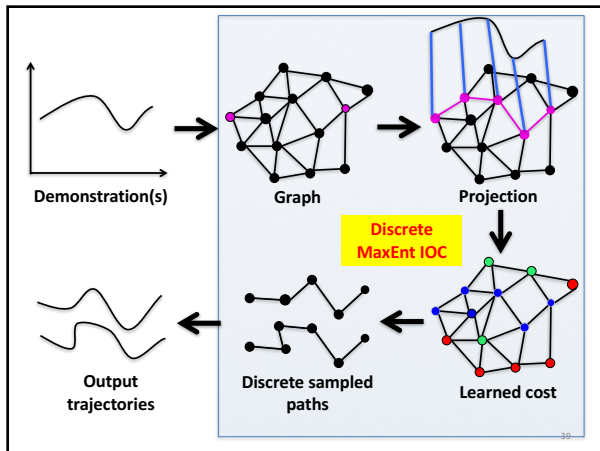 Demonstration(s)
Graph
Projection
Discrete
MaxEnt IOC
Output
trajectories
Discrete sampled
paths
Learned cost
39